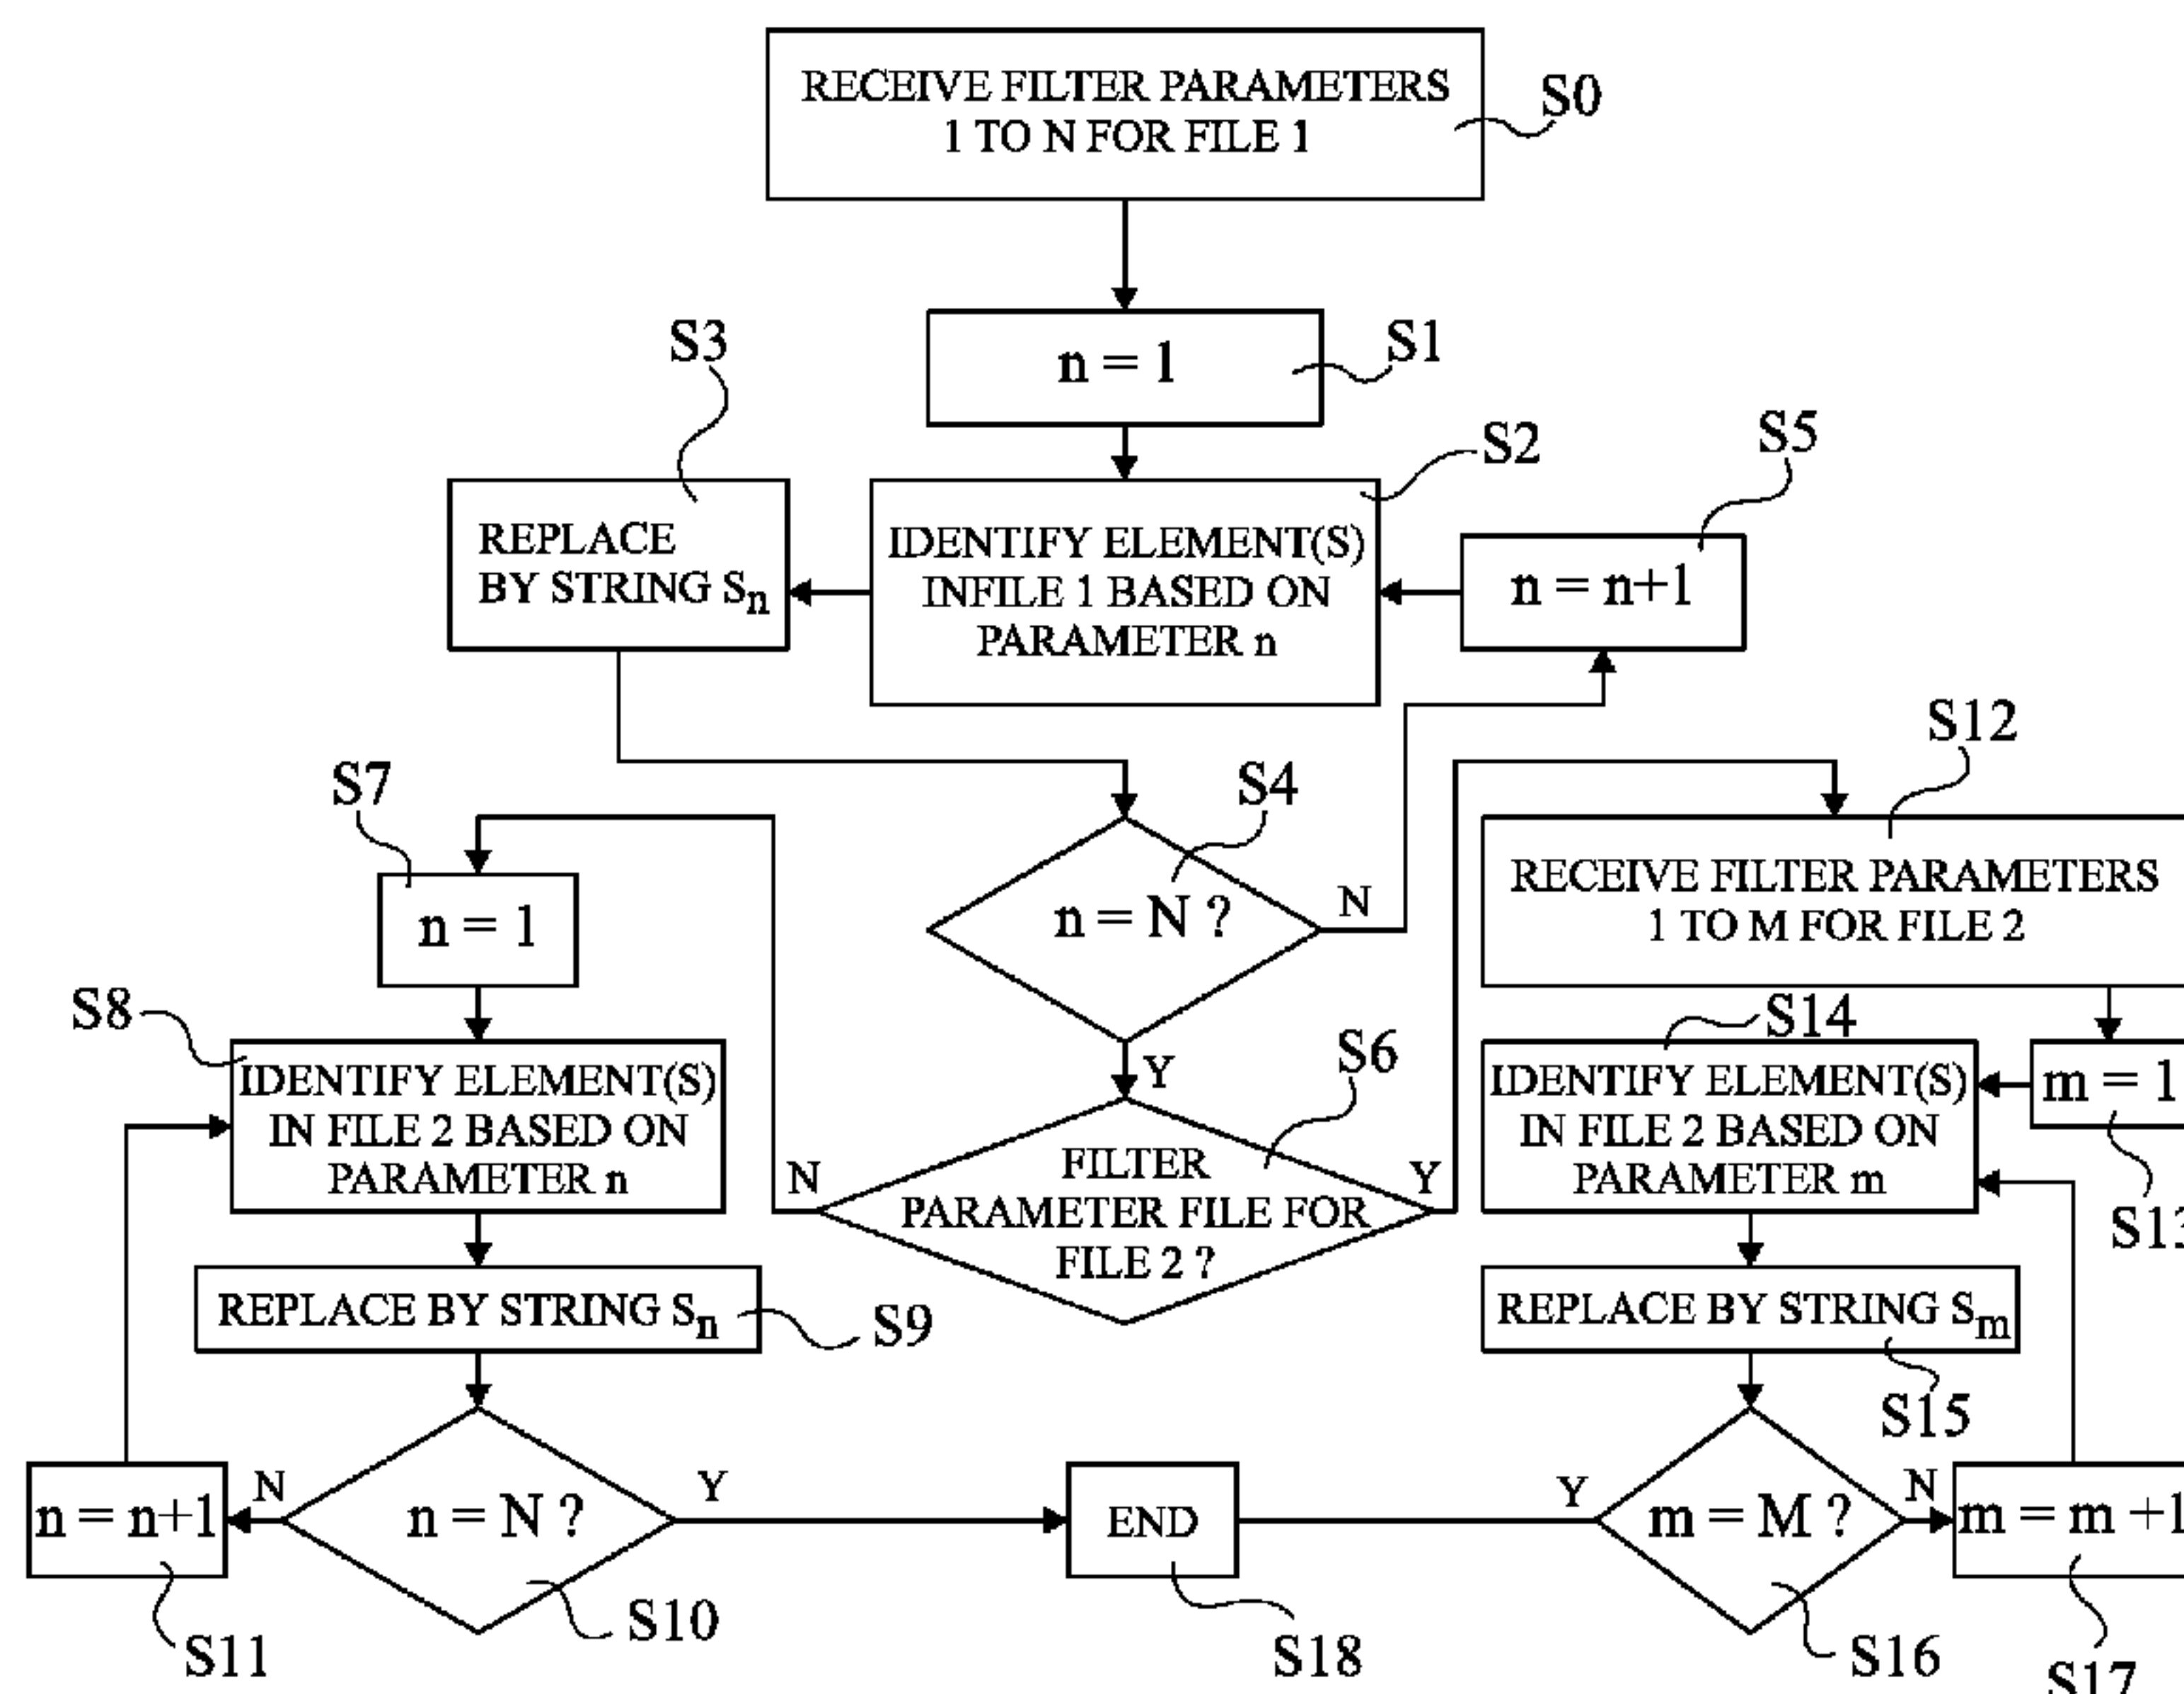 RECEIVE FILTER PARAMETERS
1 TO N FOR FILE 1
S0
n = 1
S1
S3
REPLACE
BY STRING Sn
S2
IDENTIFY ELEMENT(S)
INFILE 1 BASED ON
PARAMETER n
S5
n = n+1
S4
n = N ?
N
Y
S6
FILTER
PARAMETER FILE FOR
FILE 2 ?
N
Y
S7
n = 1
S8
IDENTIFY ELEMENT(S)
IN FILE 2 BASED ON
PARAMETER n
REPLACE BY STRING Sn
S9
n = N ?
N
Y
S10
n = n+1
S11
S12
RECEIVE FILTER PARAMETERS
1 TO M FOR FILE 2
m = 1
S13
S14
IDENTIFY ELEMENT(S)
IN FILE 2 BASED ON
PARAMETER m
REPLACE BY STRING Sm
S15
m = M ?
Y
N
S16
m = m +1
S17
END
S18